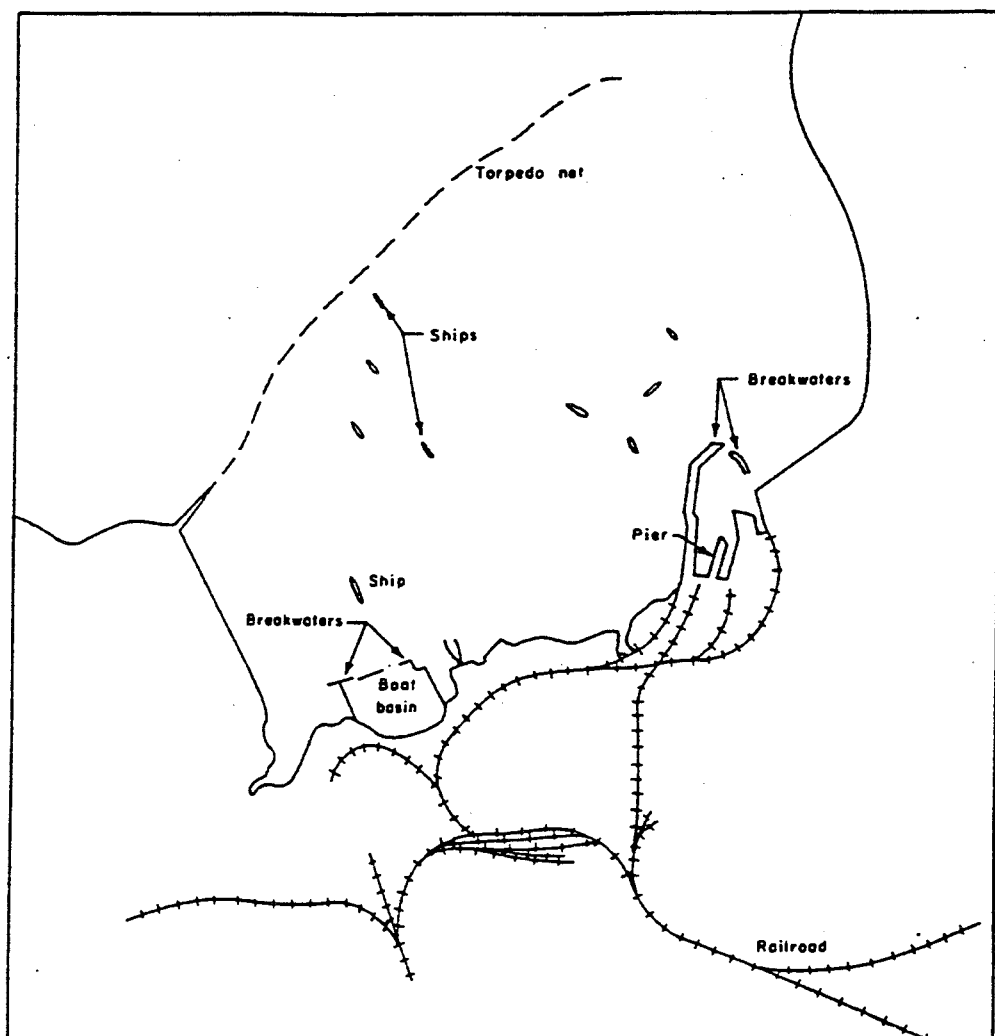 Torpedo net
Ships
Breakwaters
Pier
Ship
Breakwaters
Boat
basin
Railroad